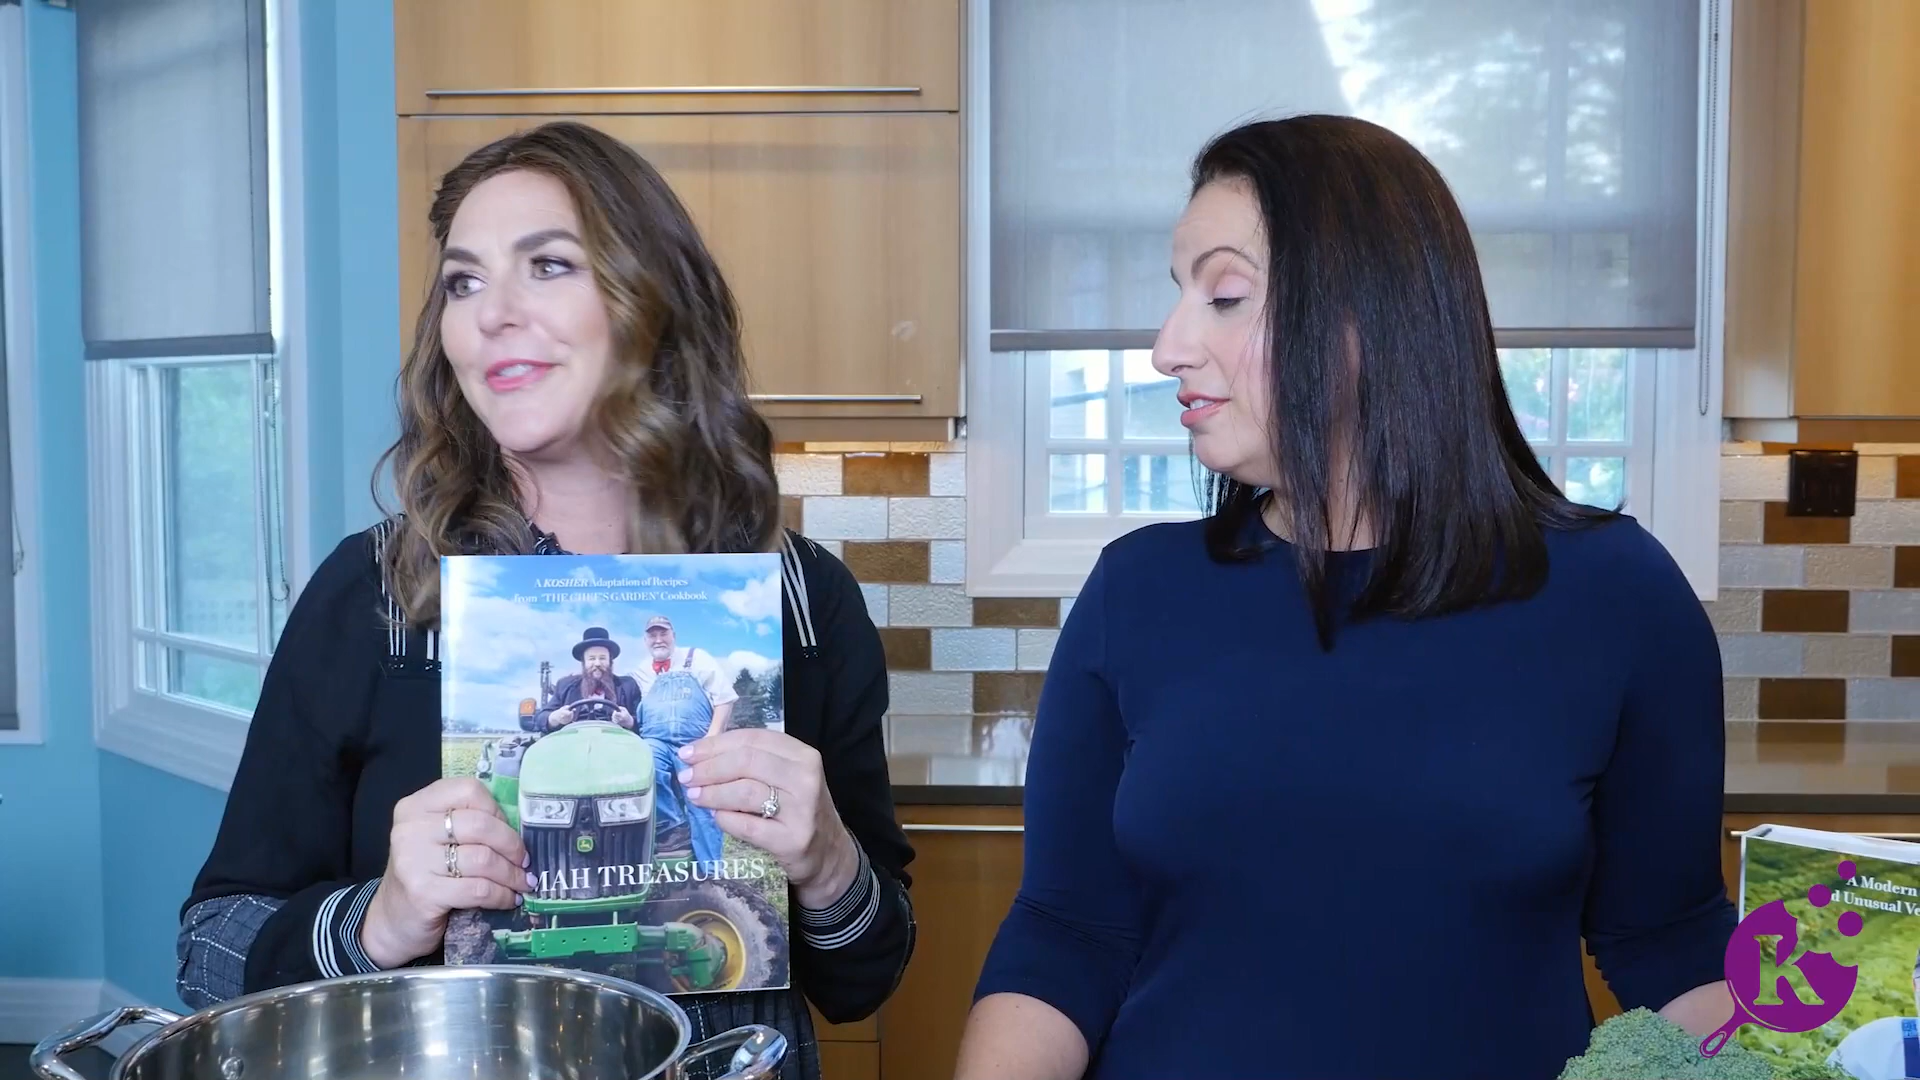 A KOSHER Adaptation of Recipes
from "THE CHEF'S GARDEN" Cookbook
MAH TREASURES
A Modern
d Unusual Ve
K